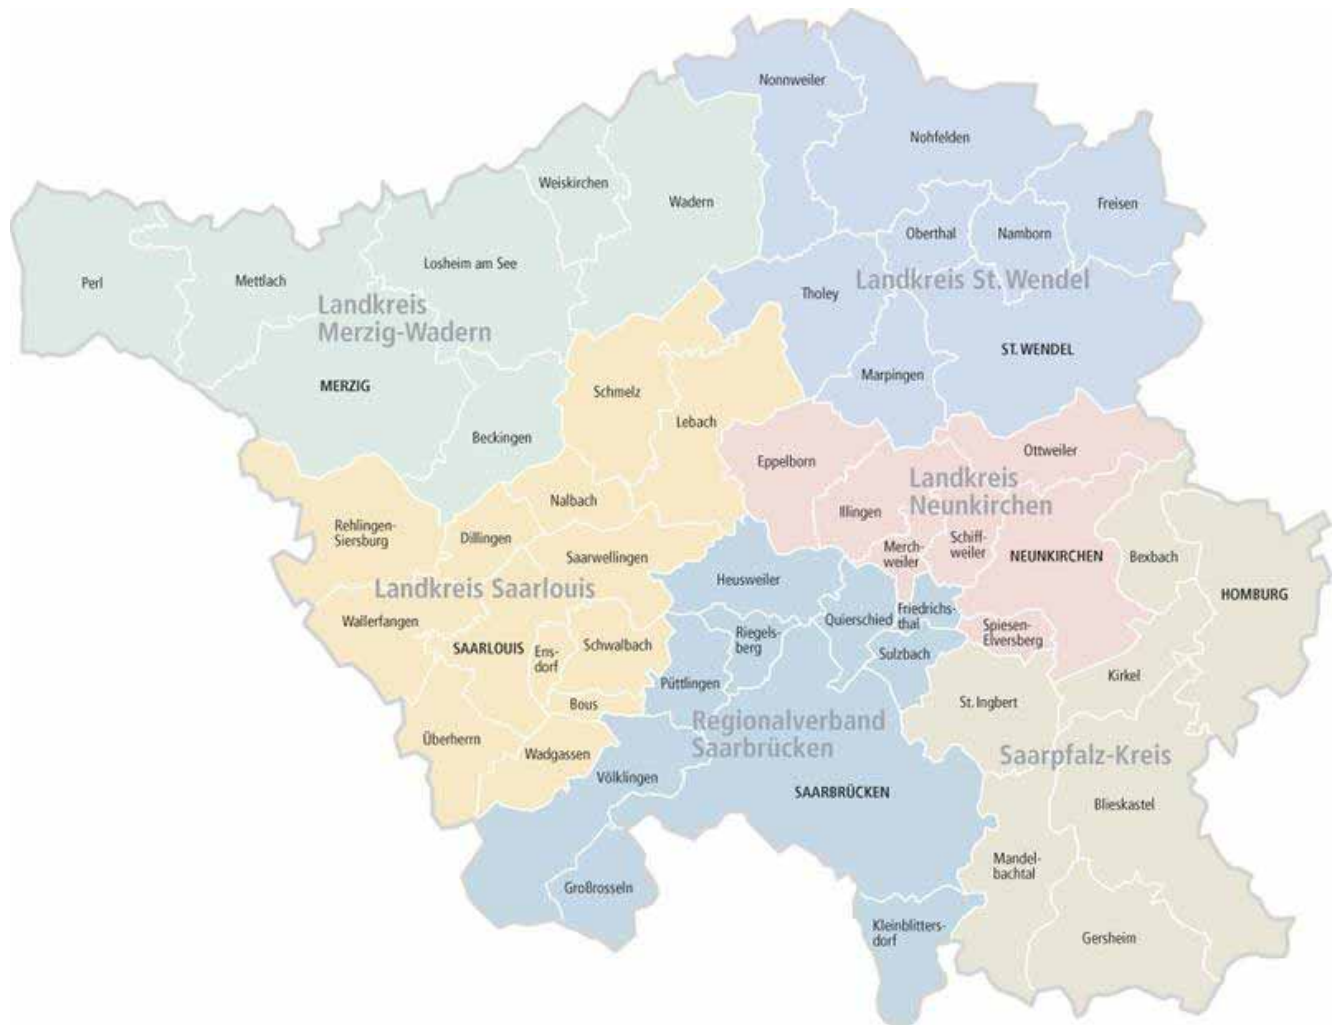 Nonnweiler
Nohfelden
Weiskirchen
Wadern
Freisen
Oberthal
Namborn
Losheim am See
Mettlach
Perl
Landkreis
Merzig-Wadern
Tholey
Landkreis St. Wendel
ST. WENDEL
Marpingen
MERZIG
Schmelz
Lebach
Beckingen
Eppelborn
Ottweiler
Landkreis
Neunkirchen
Nalbach
Illingen
Rehlingen-
Siersburg
Dillingen
Saarwellingen
Merch-
weiler
Schiff-
weiler
NEUNKIRCHEN
Bexbach
Heusweiler
Landkreis Saarlouis
HOMBURG
Wallerfangen
Quierschied
Friedrichs-
thal
Riegels-
berg
Spiesen-
Elversberg
SAARLOUIS
Ens-
dorf
Schwalbach
Sulzbach
Püttlingen
Kirkel
Bous
St. Ingbert
Regionalverband
Saarbrücken
Überherrn
Wadgassen
Saarpfalz-Kreis
Völklingen
SAARBRÜCKEN
Blieskastel
Mandel-
bachtal
Großrosseln
Kleinblitters-
dorf
Gersheim